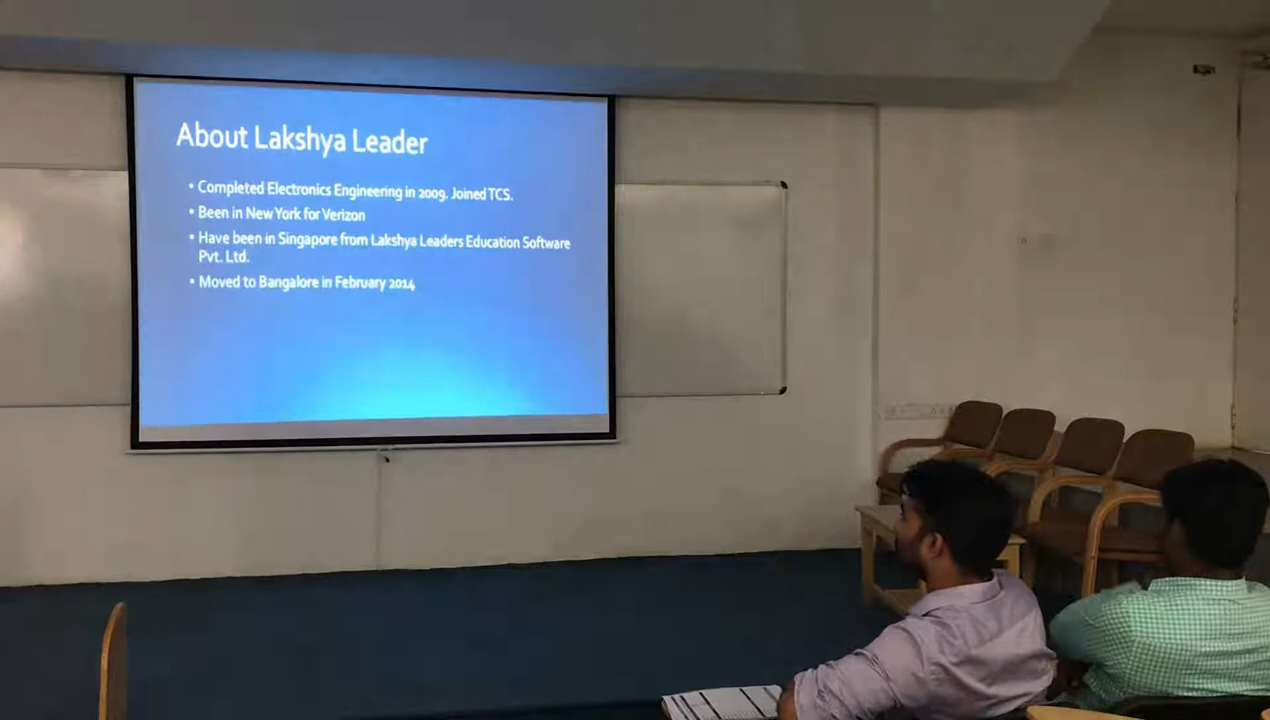 About Lakshya Leader
• Completed Electronics Engineering in 2009. Joined TCS.
• Been in New York for Verizon
• Have been in Singapore from Lakshya Leaders Education Software
Pvt. Ltd.
• Moved to Bangalore in February 2014